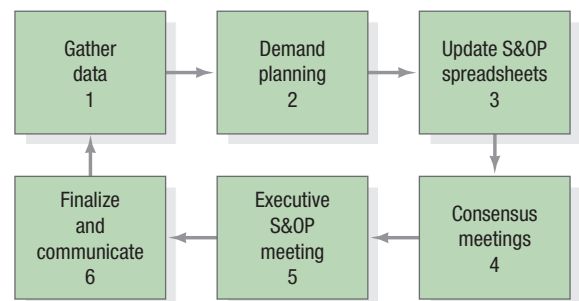 Gather
data
1
Demand
planning
2
Update S&OP
spreadsheets
3
Consensus
meetings
4
Executive
S&OP
meeting
5
Finalize
and
communicate
6